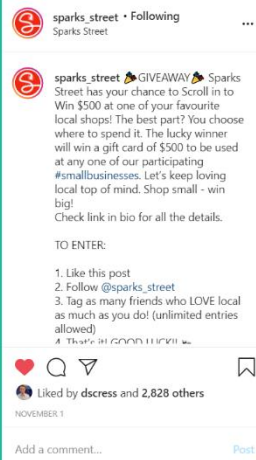 sparks_street • Following
Sparks Street
sparks_street 🎉GIVEAWAY🎉 Sparks
Street has your chance to Scroll in to
Win $500 at one of your favourite
local shops! The best part? You choose
where to spend it. The lucky winner
will win a gift card of $500 to be used
at any one of our participating
#smallbusinesses. Let's keep loving
local top of mind. Shop small - win
big!
Check link in bio for all the details.
TO ENTER:
1. Like this post
2. Follow @sparks_street
3. Tag as many friends who LOVE local
as much as you do! (unlimited entries
allowed)
4. That's it! GOOD LUCK!!
Liked by dscress and 2,828 others
NOVEMBER 1
Add a comment...
Post